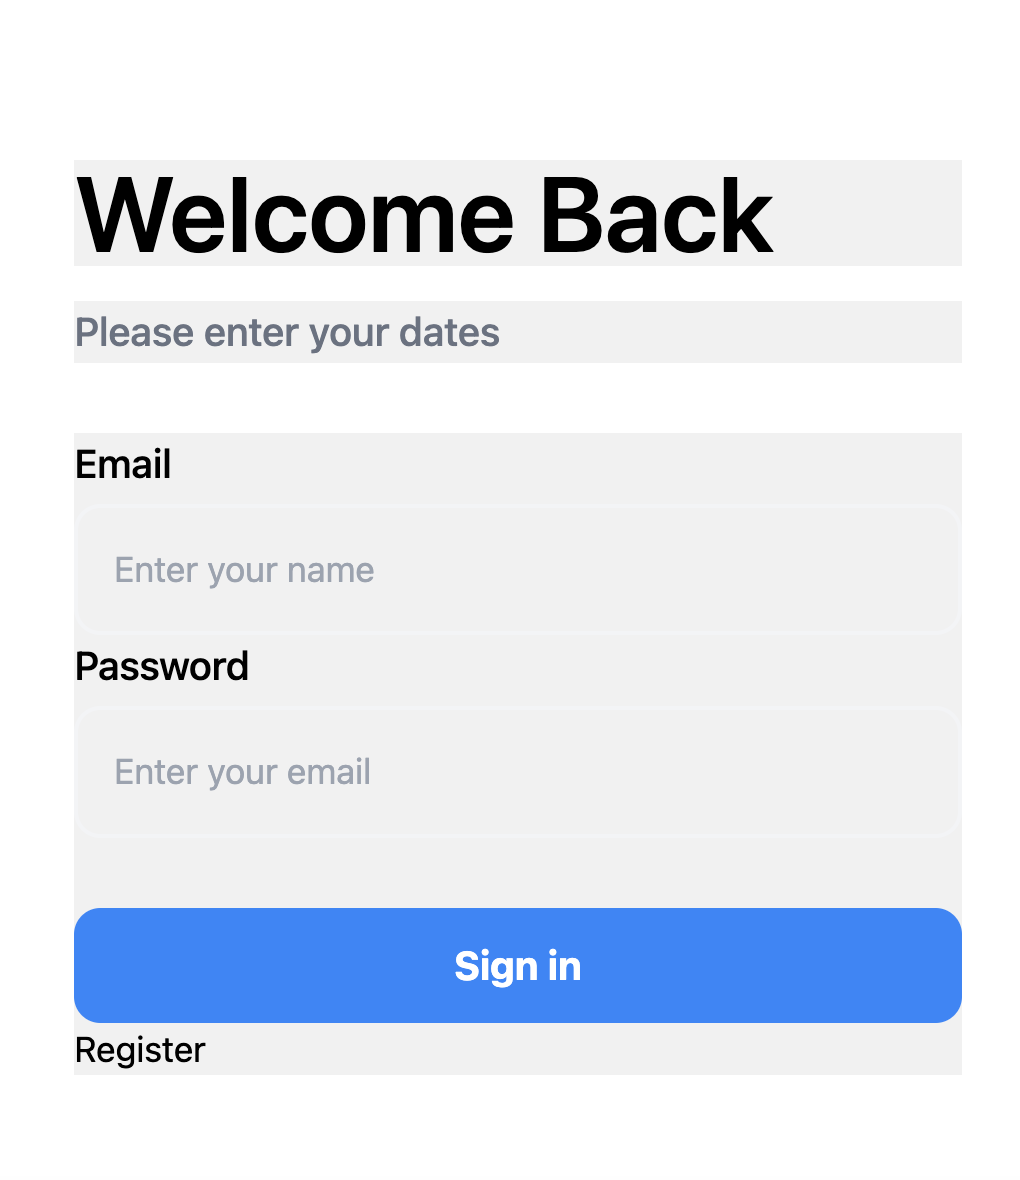 Welcome Back
Please enter your dates
Email
Enter your name
Password
Enter your email
Sign in
Register